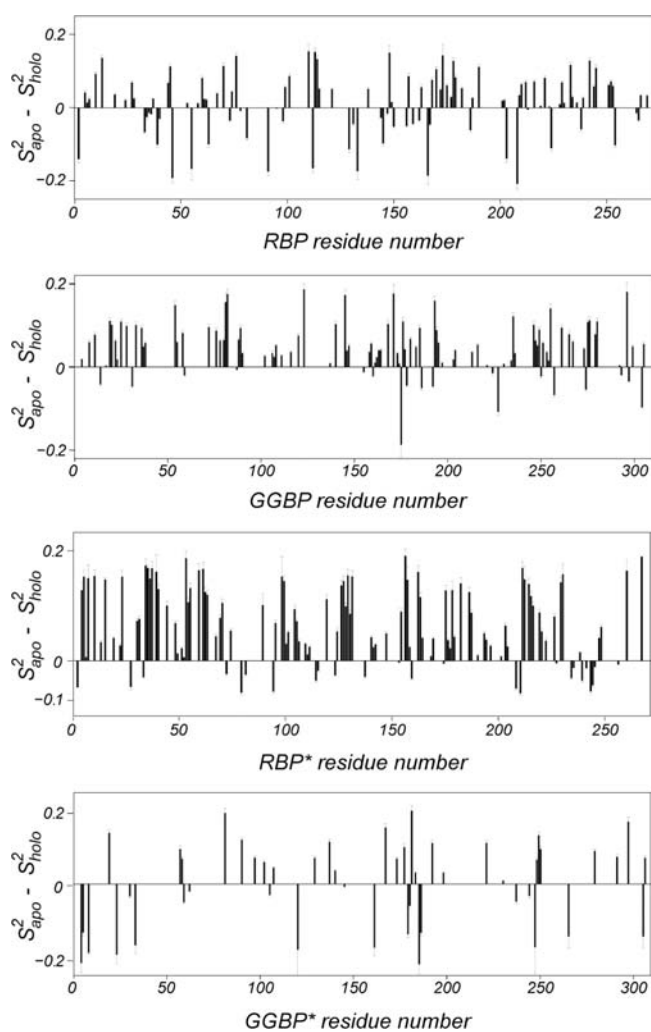 S²apo - S²holo
0.2
0
−0.2
0 50 100 150 200 250
RBP residue number
S²apo - S²holo
0.2
0
−0.2
0 50 100 150 200 250 300
GGBP residue number
S²apo - S²holo
0.2
0
−0.1
0 50 100 150 200 250
RBP* residue number
S²apo - S²holo
0.2
0
−0.2
0 50 100 150 200 250 300
GGBP* residue number